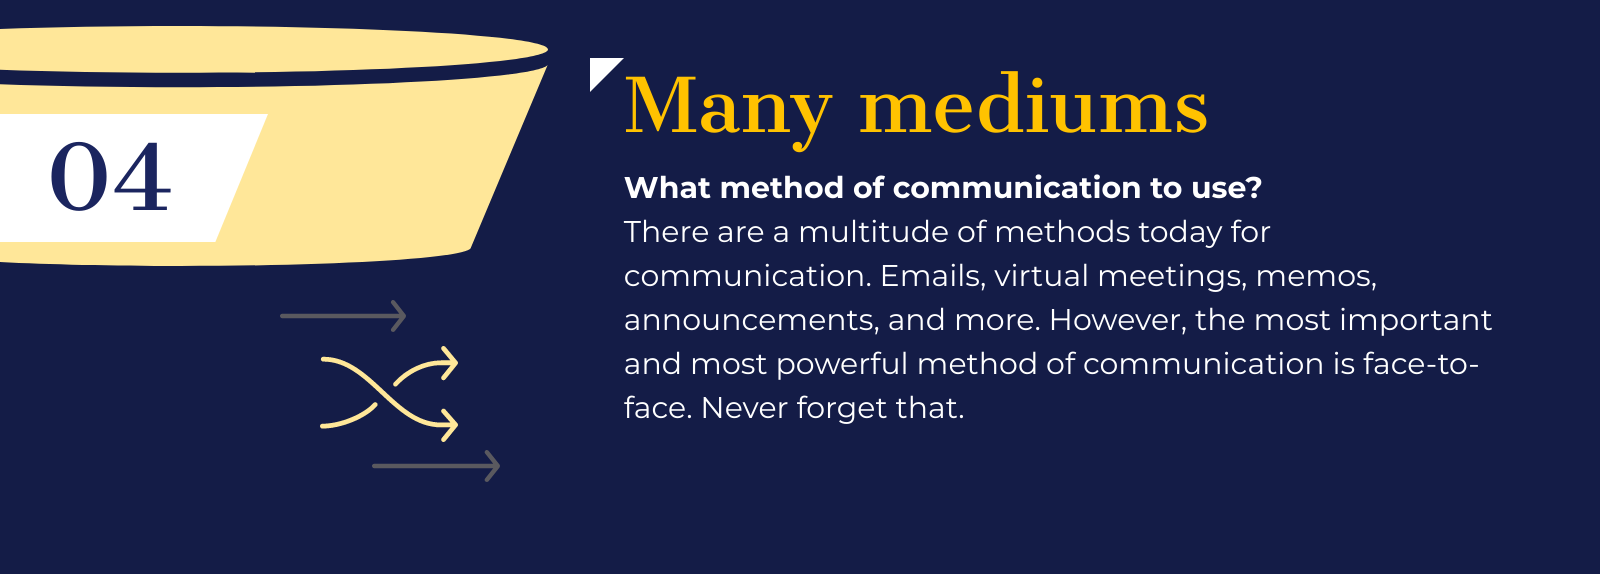 04
Many mediums
What method of communication to use?
There are a multitude of methods today for
communication. Emails, virtual meetings, memos,
announcements, and more. However, the most important
and most powerful method of communication is face-to-
face. Never forget that.